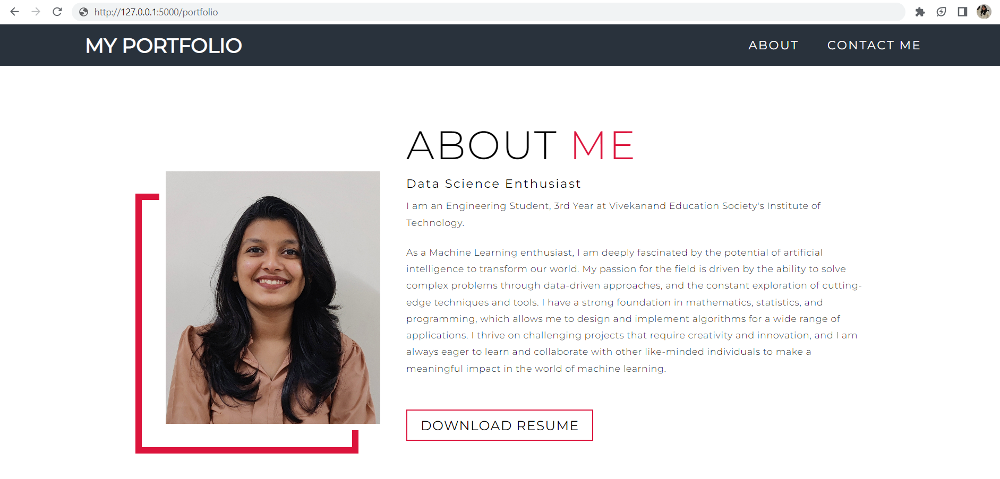 http://127.0.0.1:5000/portfolio
MY PORTFOLIO
ABOUT
CONTACT ME
ABOUT ME
Data Science Enthusiast
I am an Engineering Student, 3rd Year at Vivekanand Education Society's Institute of
Technology.
As a Machine Learning enthusiast, I am deeply fascinated by the potential of artificial
intelligence to transform our world. My passion for the field is driven by the ability to solve
complex problems through data-driven approaches, and the constant exploration of cutting-
edge techniques and tools. I have a strong foundation in mathematics, statistics, and
programming, which allows me to design and implement algorithms for a wide range of
applications. I thrive on challenging projects that require creativity and innovation, and I am
always eager to learn and collaborate with other like-minded individuals to make a
meaningful impact in the world of machine learning.
DOWNLOAD RESUME